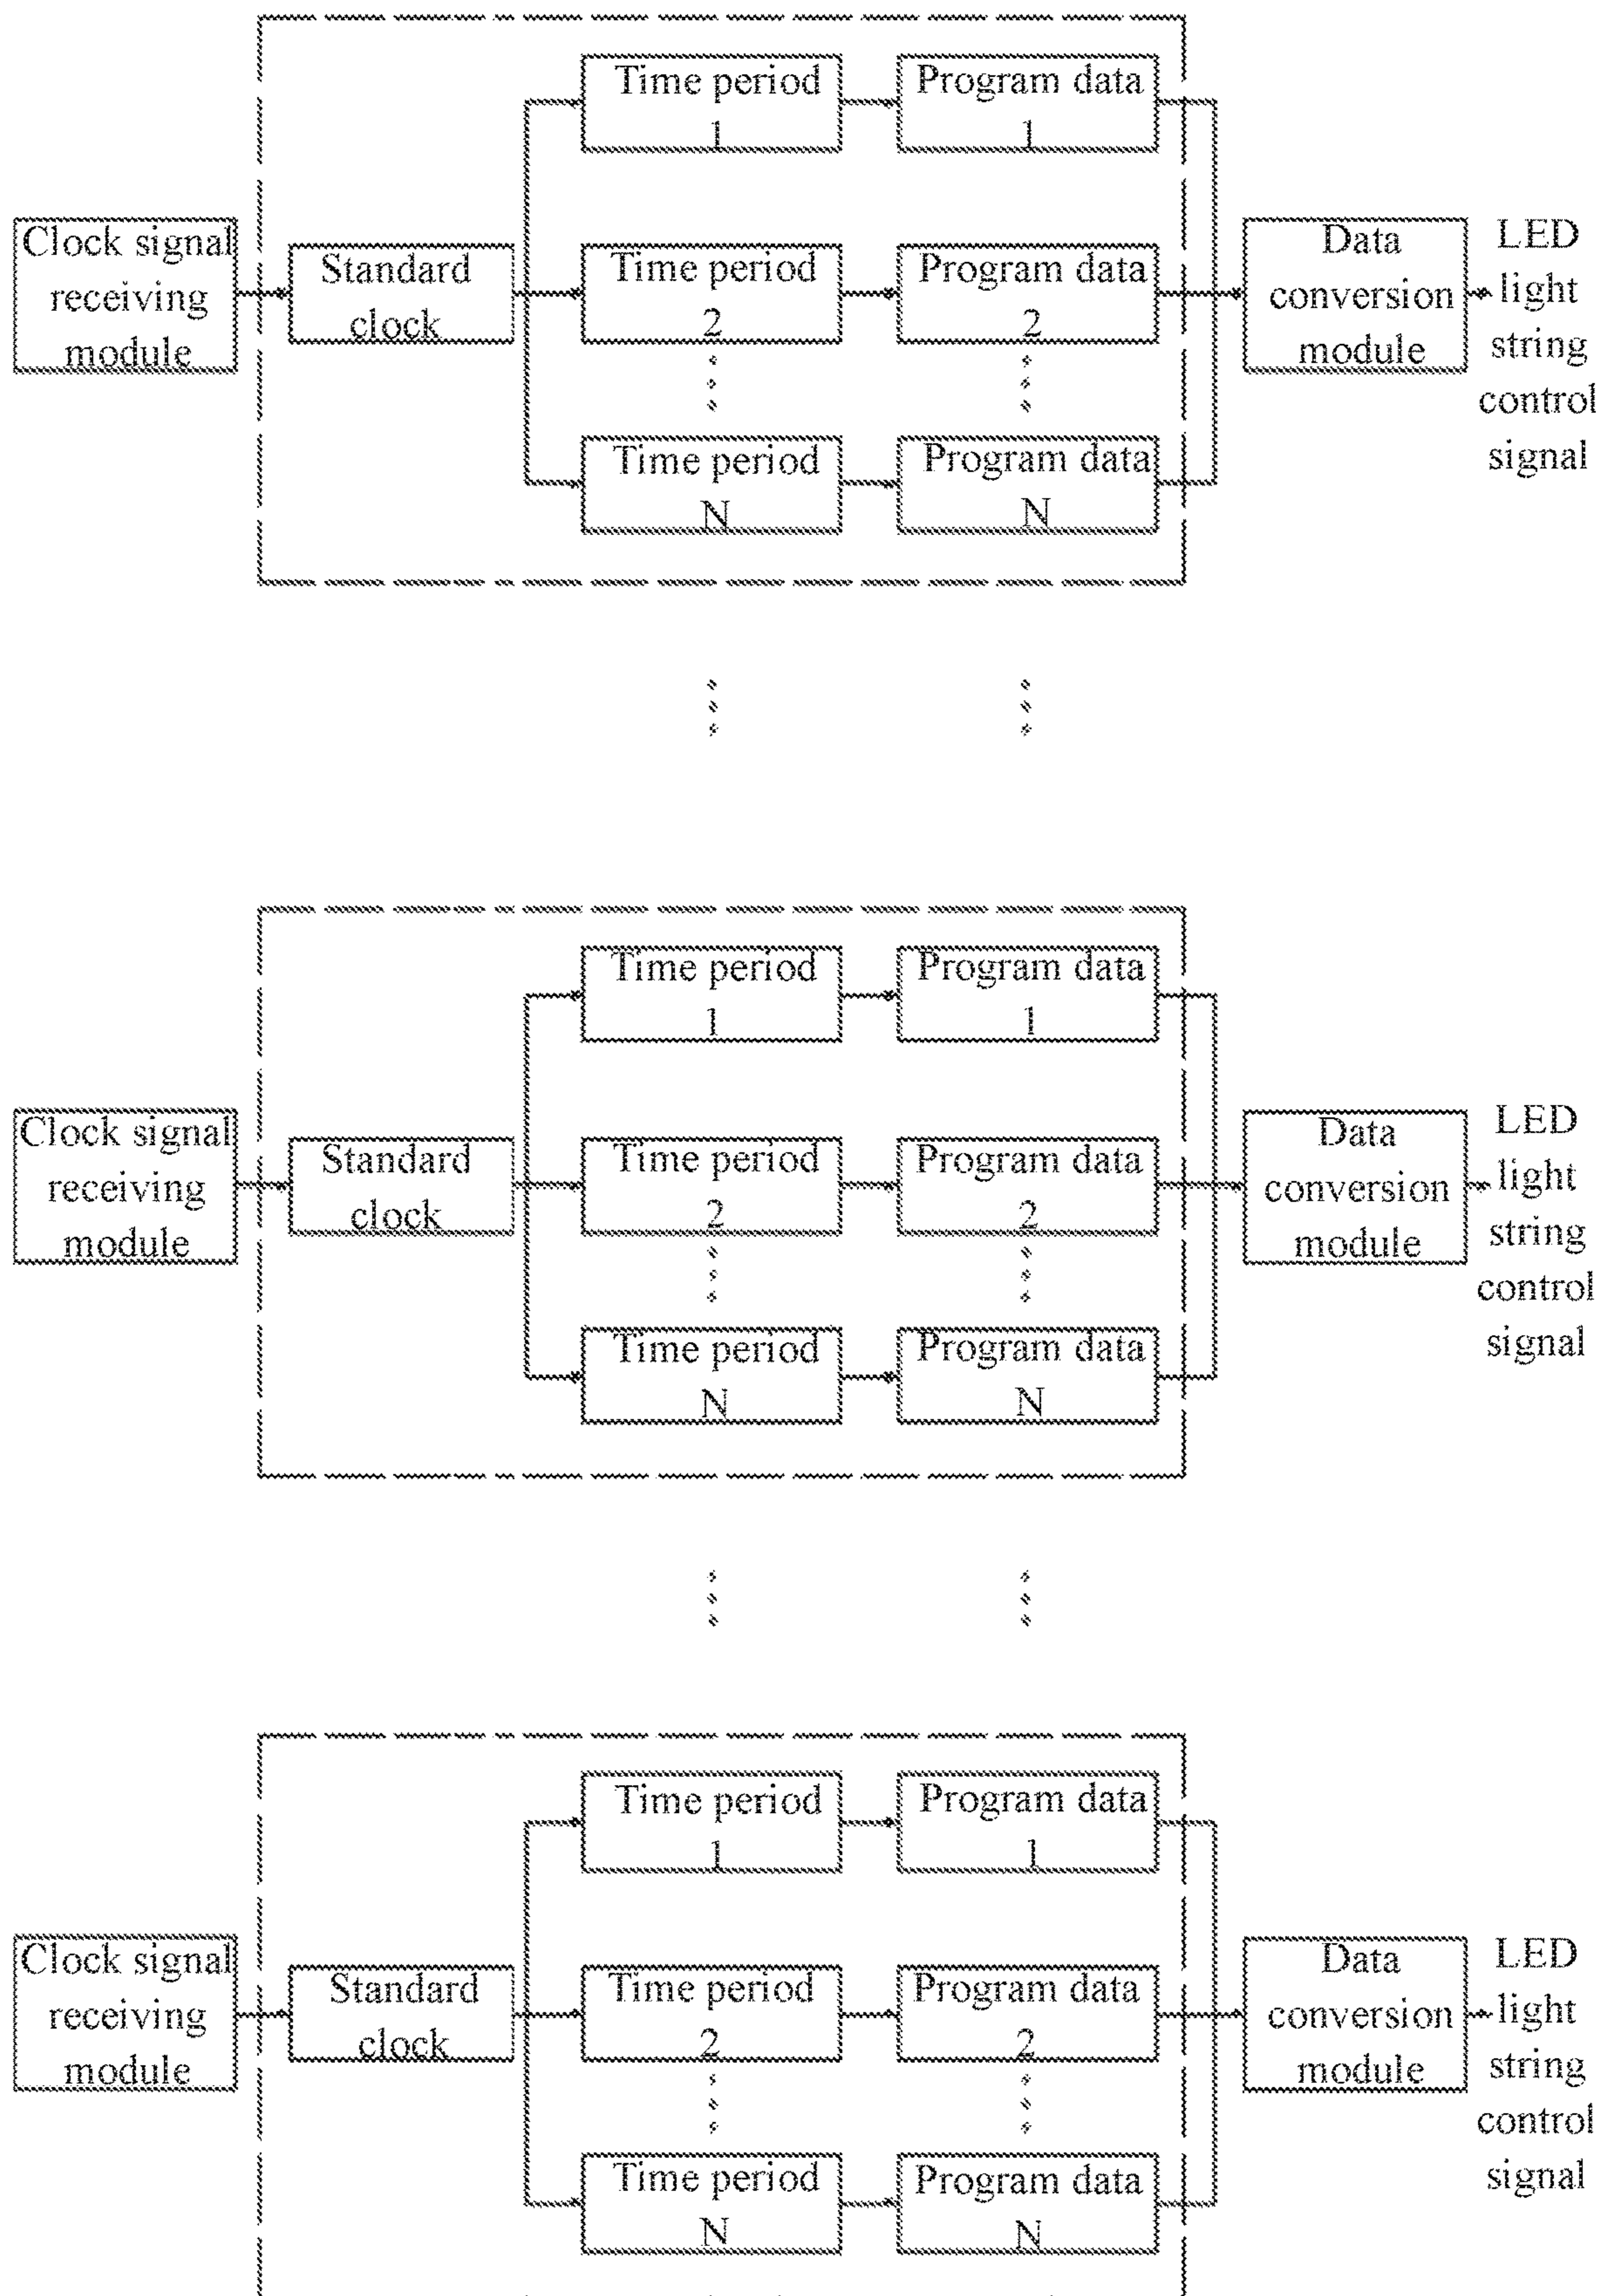 Time period
1
Program data
1
Clock signal
receiving
module
Standard
clock
Time period
2
Program data
2
Data
conversion
module
LED
light
string
control
signal
Time period
N
Program data
N
Time period
1
Program data
1
Clock signal
receiving
module
Standard
clock
Time period
2
Program data
2
Data
conversion
module
LED
light
string
control
signal
Time period
N
Program data
N
Time period
1
Program data
1
Clock signal
receiving
module
Standard
clock
Time period
2
Program data
2
Data
conversion
module
LED
light
string
control
signal
Time period
N
Program data
N